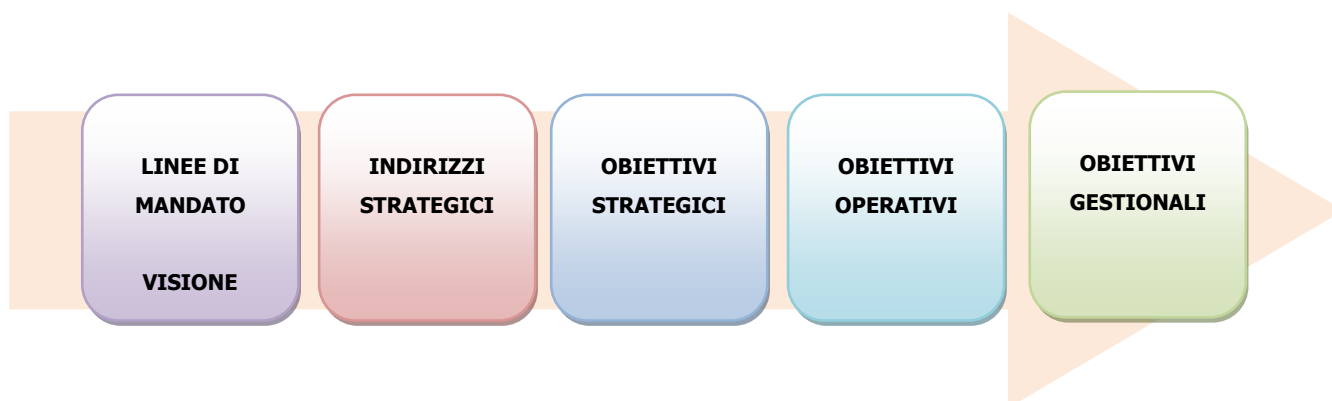 LINEE DI
MANDATO
VISIONE
INDIRIZZI
STRATEGICI
OBIETTIVI
STRATEGICI
OBIETTIVI
OPERATIVI
OBIETTIVI
GESTIONALI